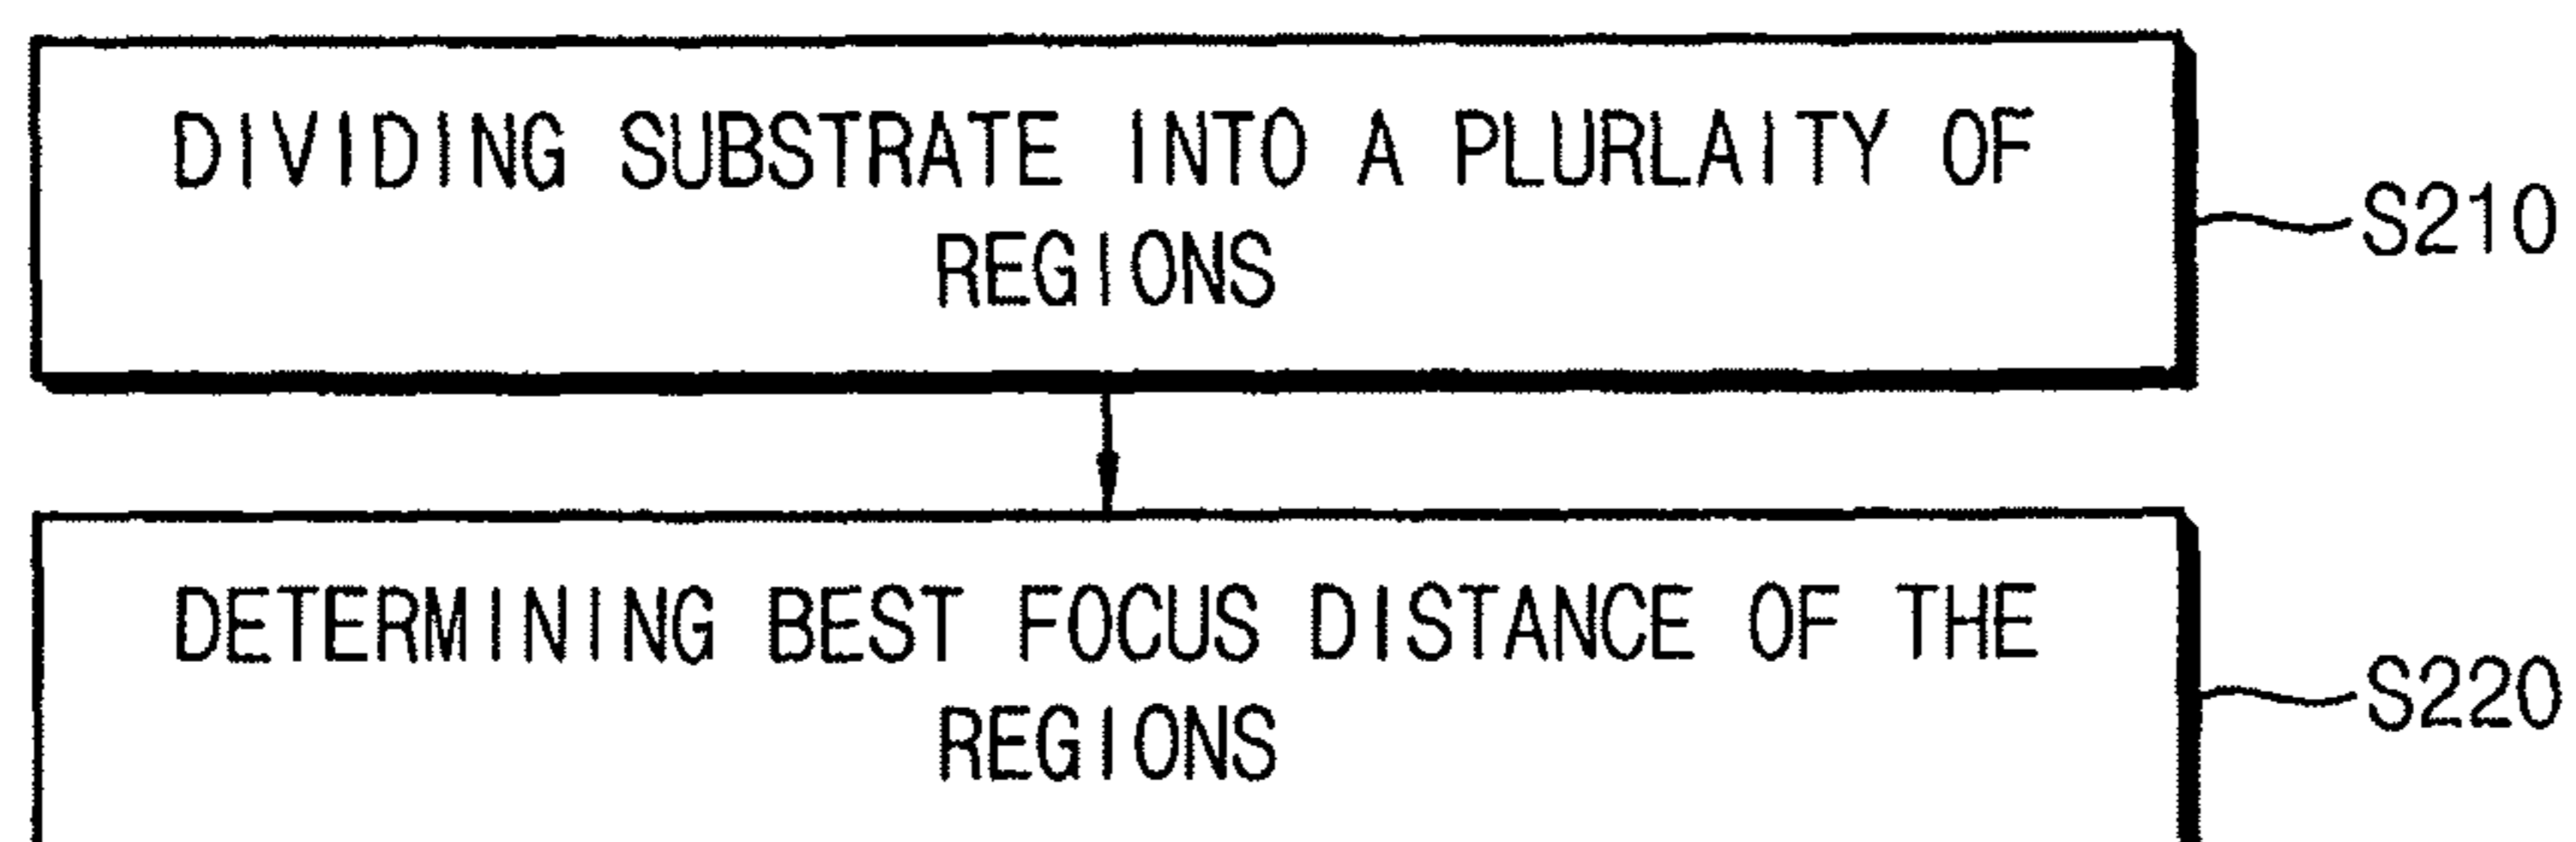 DIVIDING SUBSTRATE INTO A PLURLAITY OF
REGIONS
S210
DETERMINING BEST FOCUS DISTANCE OF THE
REGIONS
S220